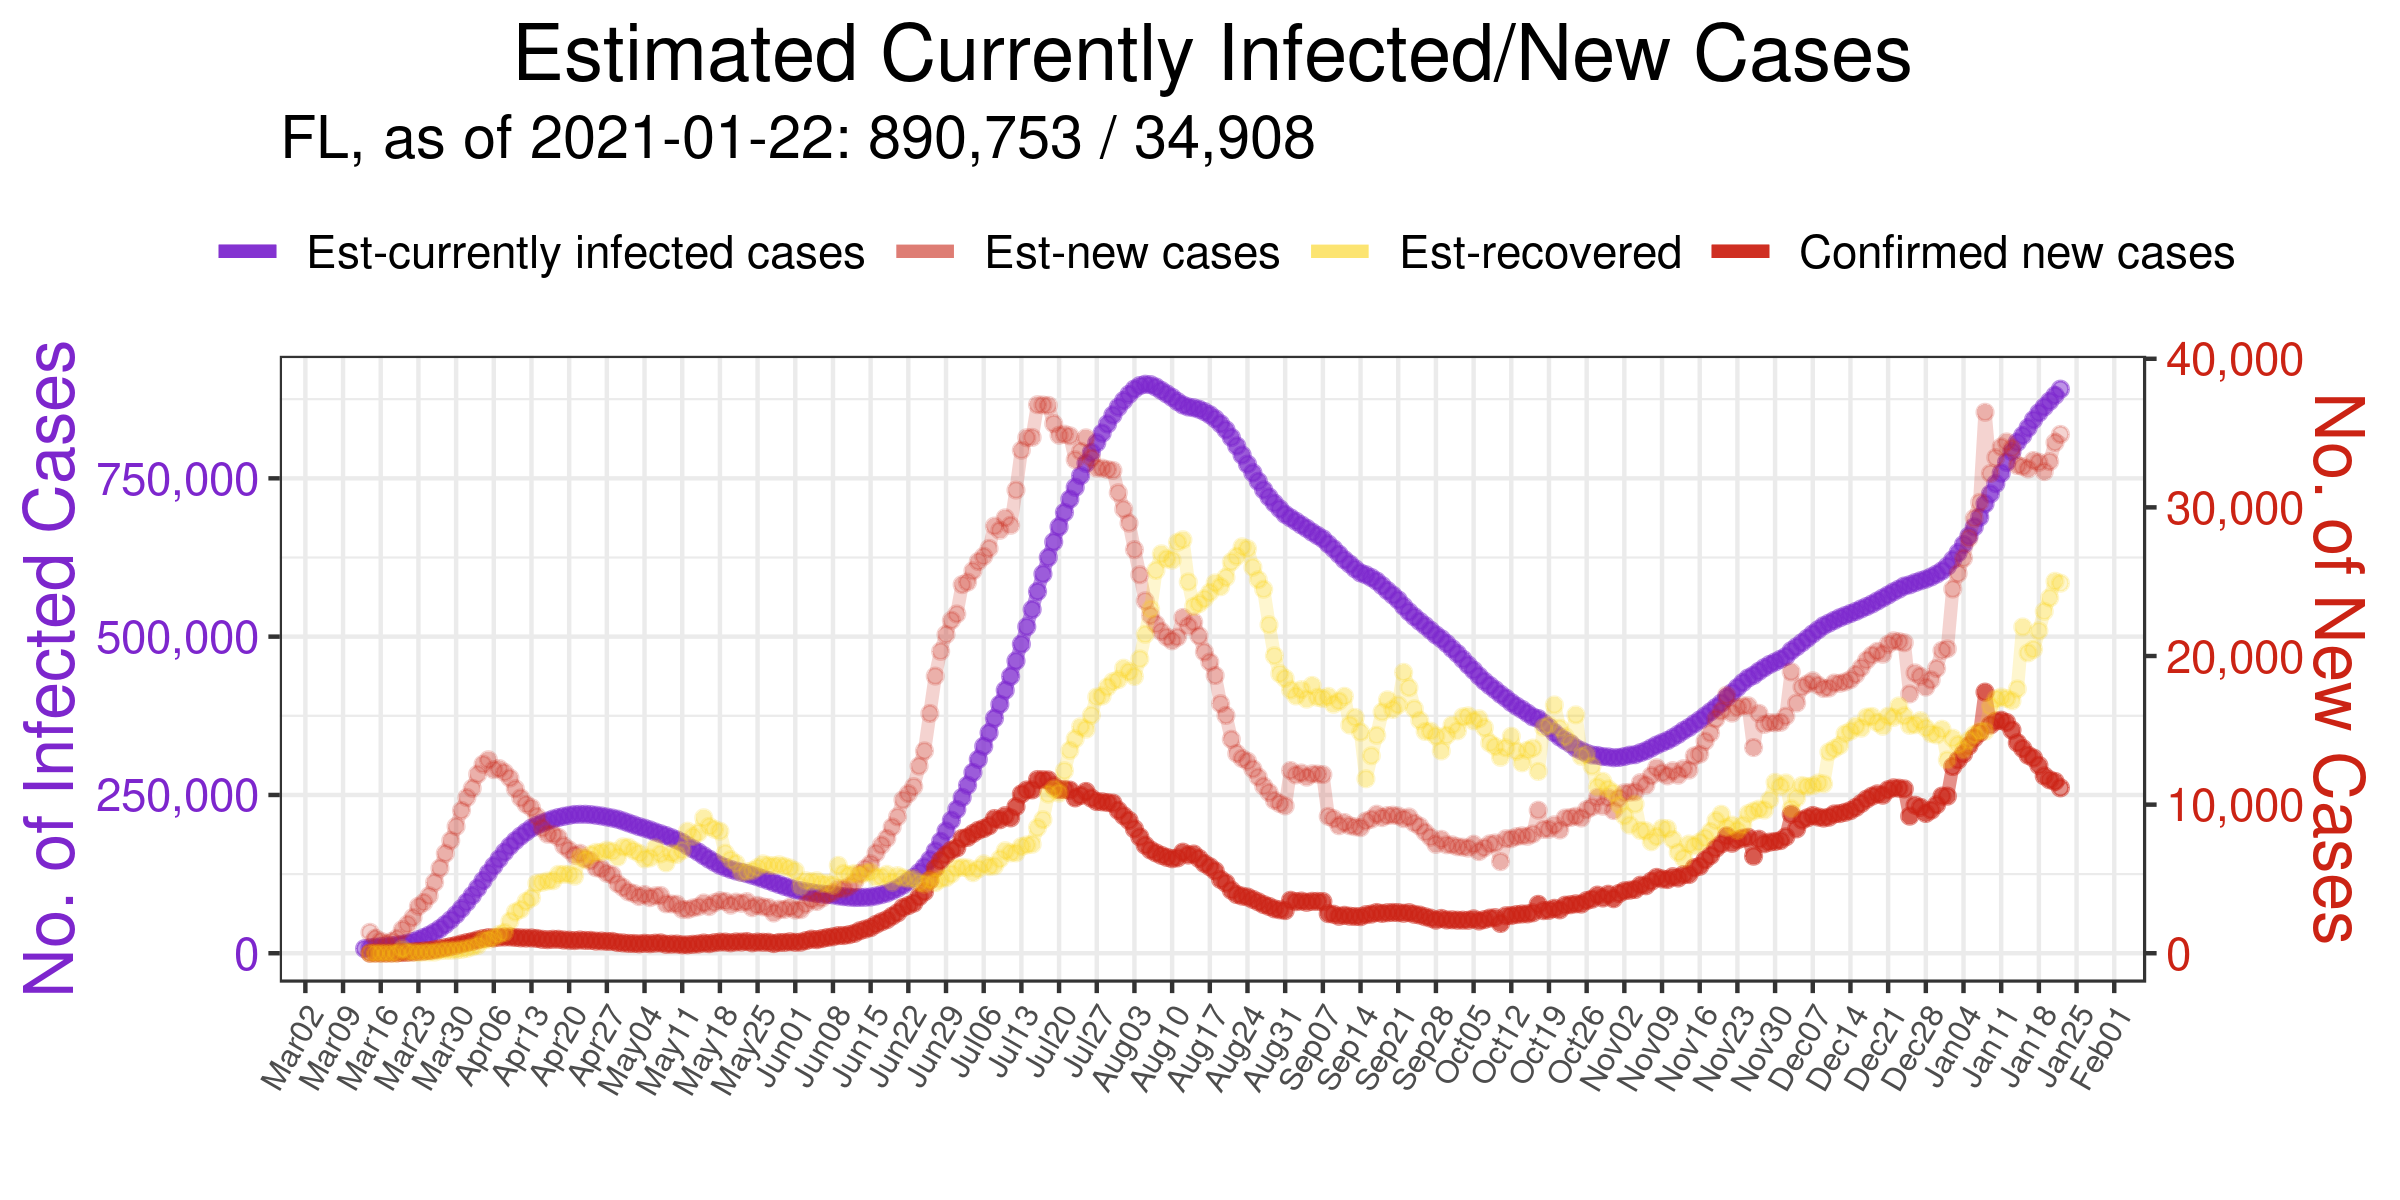 Estimated Currently Infected/New Cases
FL, as of 2021-01-22: 890,753 / 34,908
Est-currently infected cases Est-new cases Est-recovered Confirmed new cases
No. of Infected Cases
750,000
500,000
250,000
0
40,000
30,000
20,000
10,000
0
No. of New Cases
Mar02 Mar09 Mar16 Mar23 Mar30 Apr06 Apr13 Apr20 Apr27 May04 May11 May18 May25 Jun01 Jun08 Jun15 Jun22 Jun29 Jul06 Jul13 Jul20 Jul27 Aug03 Aug10 Aug17 Aug24 Aug31 Sep07 Sep14 Sep21 Sep28 Oct05 Oct12 Oct19 Oct26 Nov02 Nov09 Nov16 Nov23 Nov30 Dec07 Dec14 Dec21 Dec28 Jan04 Jan11 Jan18 Jan25 Feb01